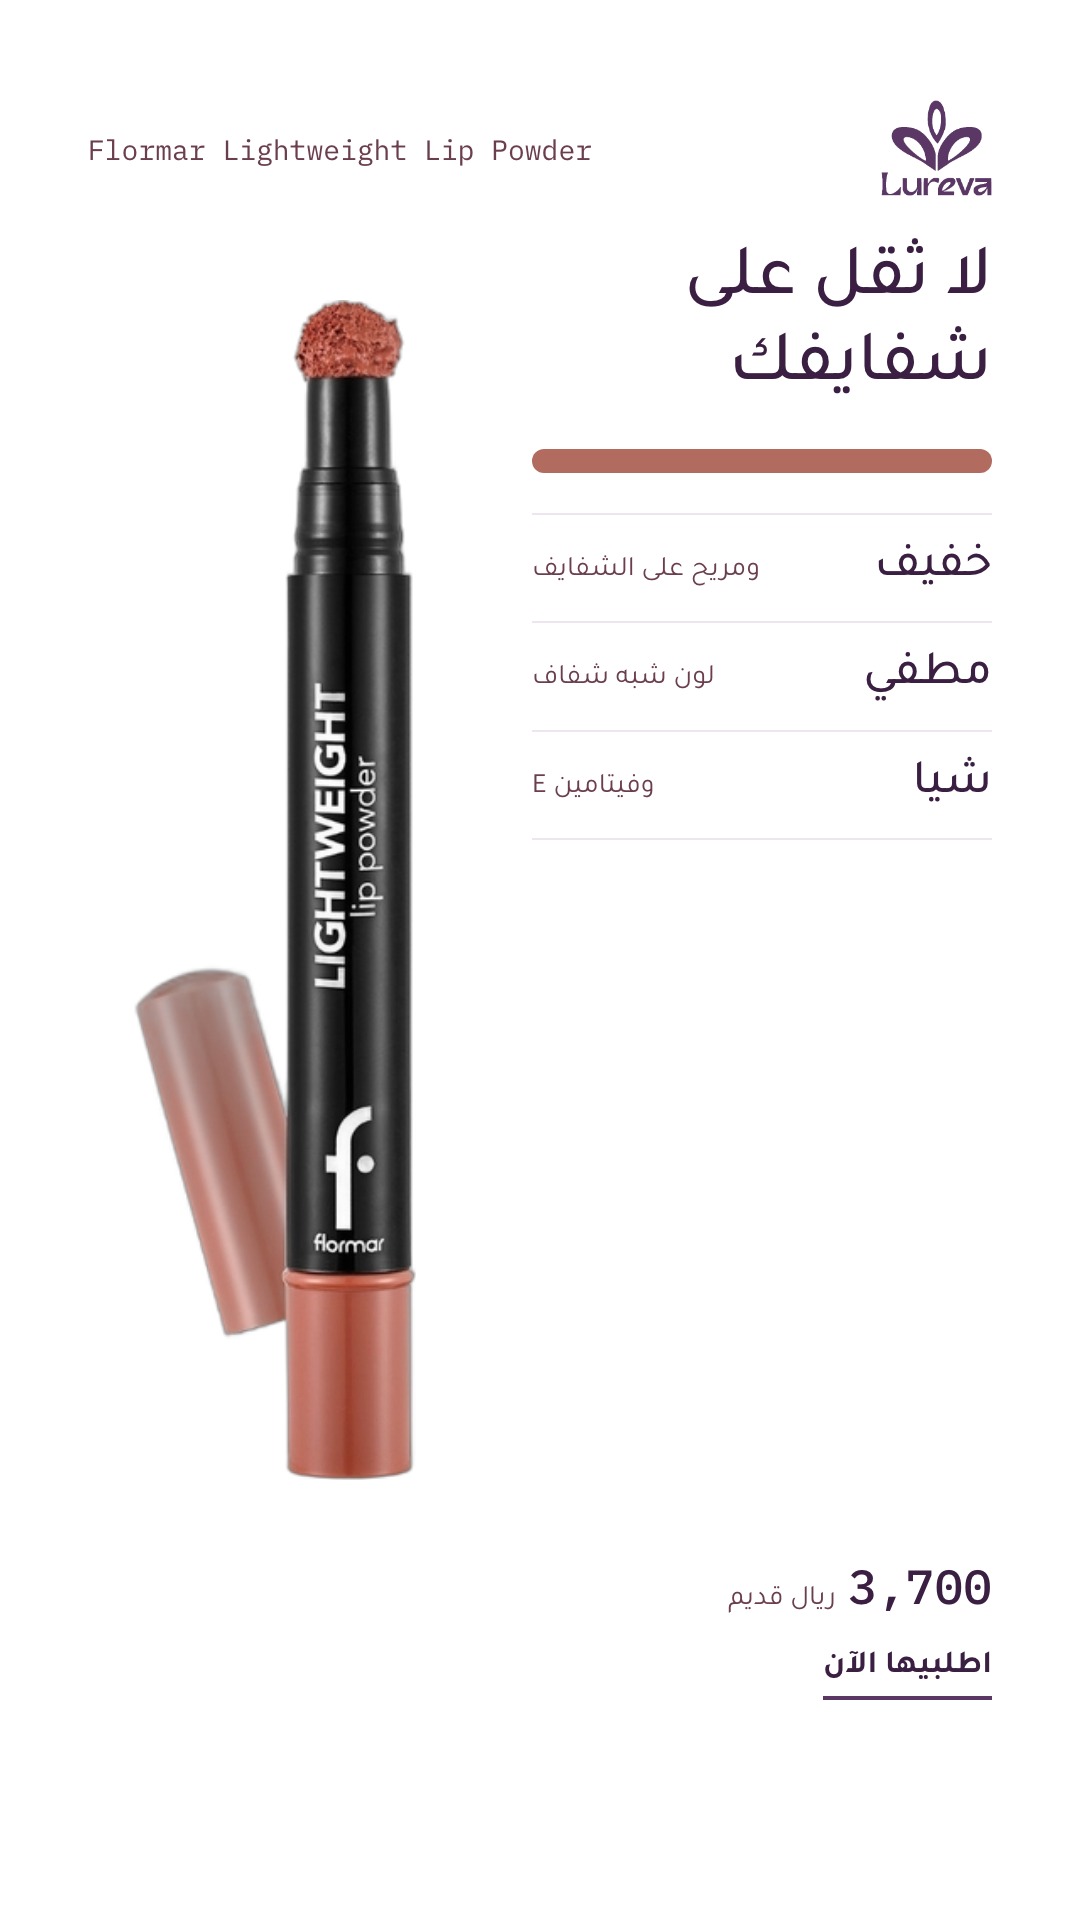 Flormar Lightweight Lip Powder
Lureva
لا ثقل على
شفايفك
خفيف ومريح على الشفايف
مطفي لون شبه شفاف
شيا وفيتامين E
LIGHTWEIGHT
lip powder
flormar
3,700 ريال قديم
اطلبيها الآن